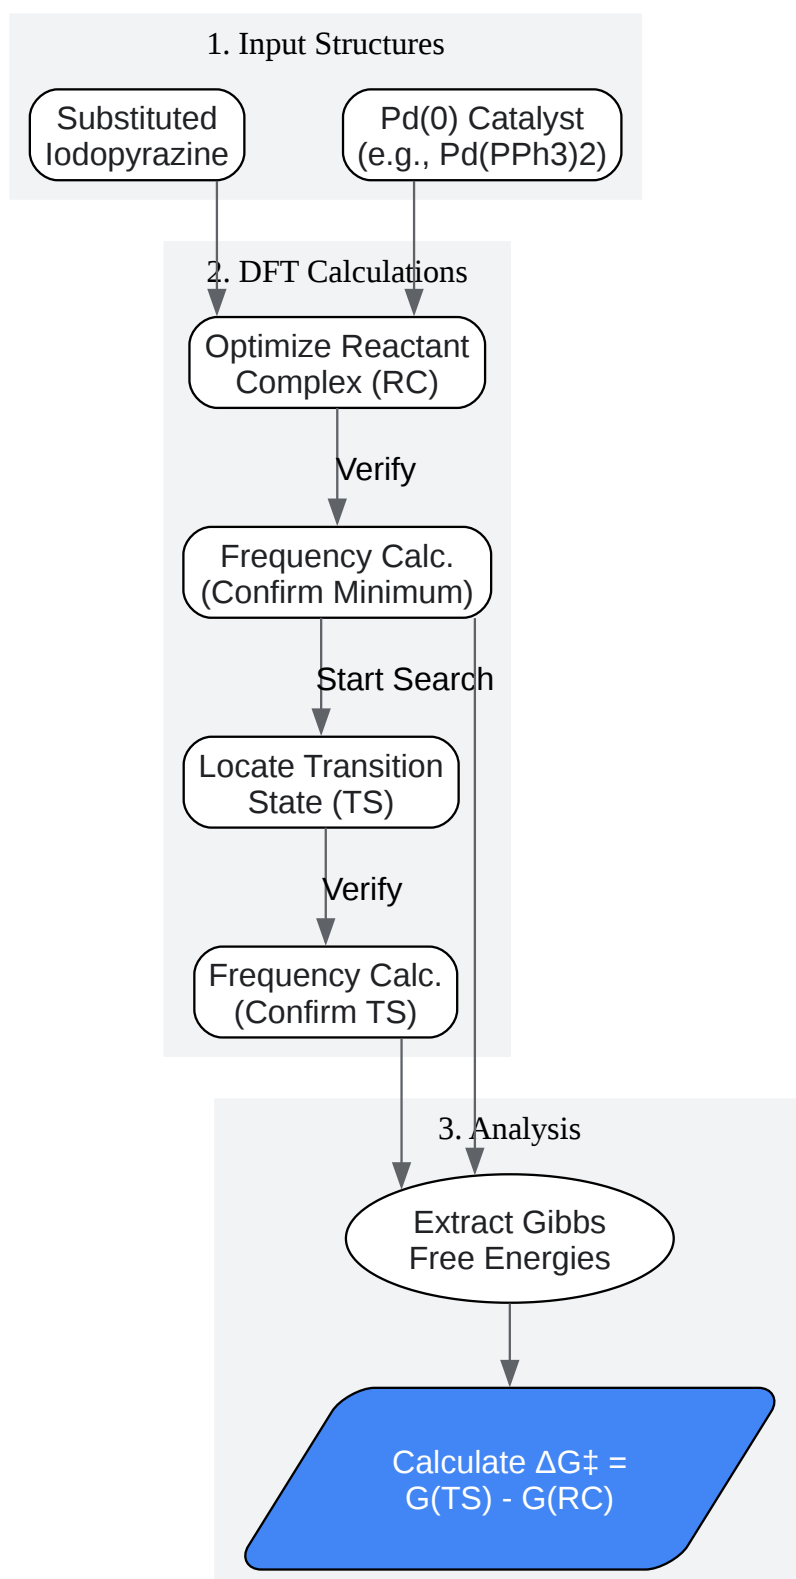 1. Input Structures
Substituted
Iodopyrazine
Pd(0) Catalyst
(e.g., Pd(PPh3)2)
2. DFT Calculations
Optimize Reactant
Complex (RC)
Verify
Frequency Calc.
(Confirm Minimum)
Start Search
Locate Transition
State (TS)
Verify
Frequency Calc.
(Confirm TS)
3. Analysis
Extract Gibbs
Free Energies
Calculate ΔG‡ =
G(TS) - G(RC)